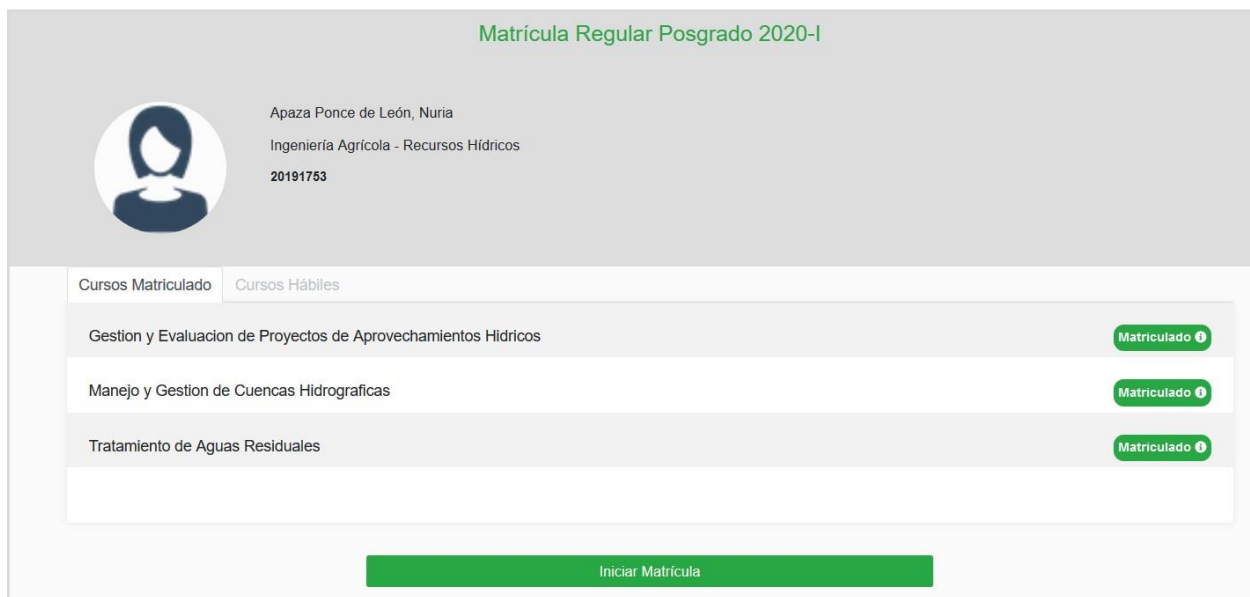 Matrícula Regular Posgrado 2020-I
Apaza Ponce de León, Nuria
Ingeniería Agrícola - Recursos Hídricos
20191753
Cursos Matriculado Cursos Hábiles
Gestion y Evaluacion de Proyectos de Aprovechamientos Hidricos Matriculado
Manejo y Gestion de Cuencas Hidrograficas Matriculado
Tratamiento de Aguas Residuales Matriculado
Iniciar Matrícula